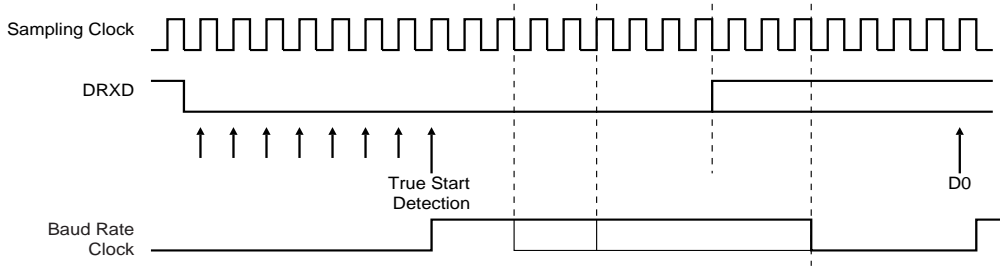 Sampling Clock
DRXD
True Start
Detection
D0
Baud Rate
Clock